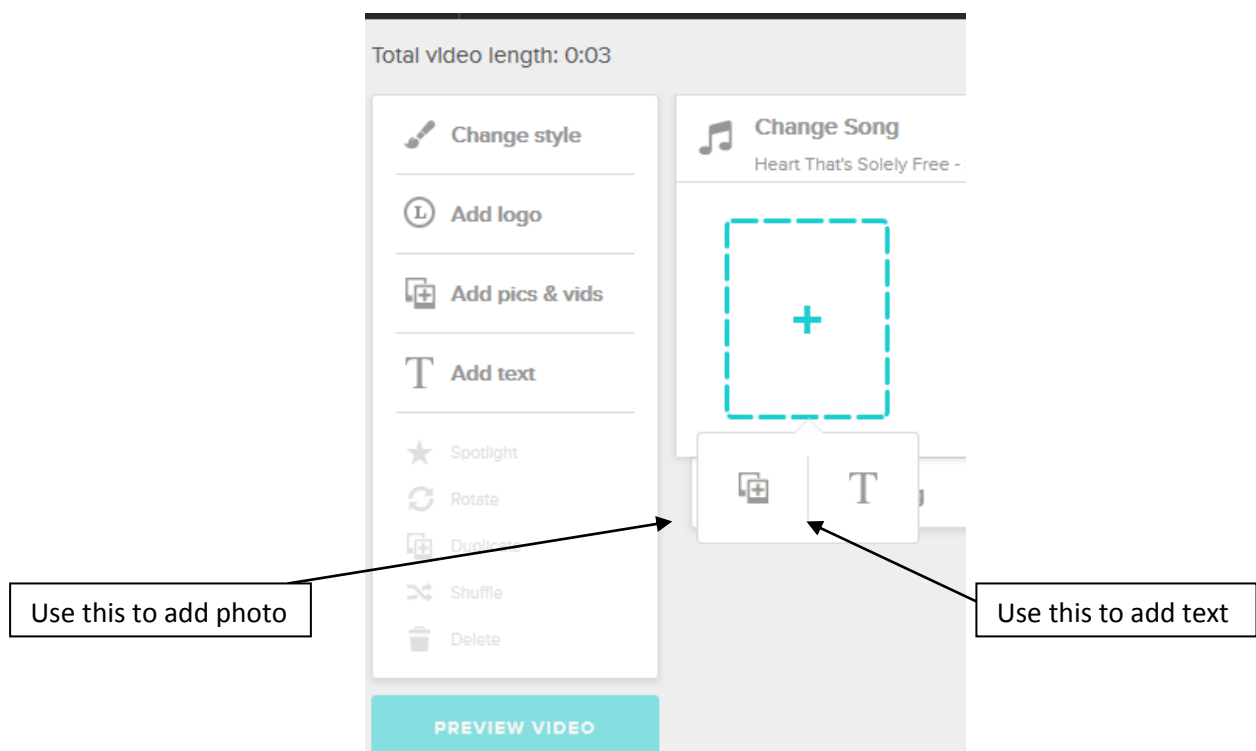 Total video length: 0:03
Change style
Add logo
Add pics & vids
Add text
Spotlight
Rotate
Duplicate
Shuffle
Delete
PREVIEW VIDEO
Change Song
Heart That's Solely Free -
T
Use this to add photo
Use this to add text